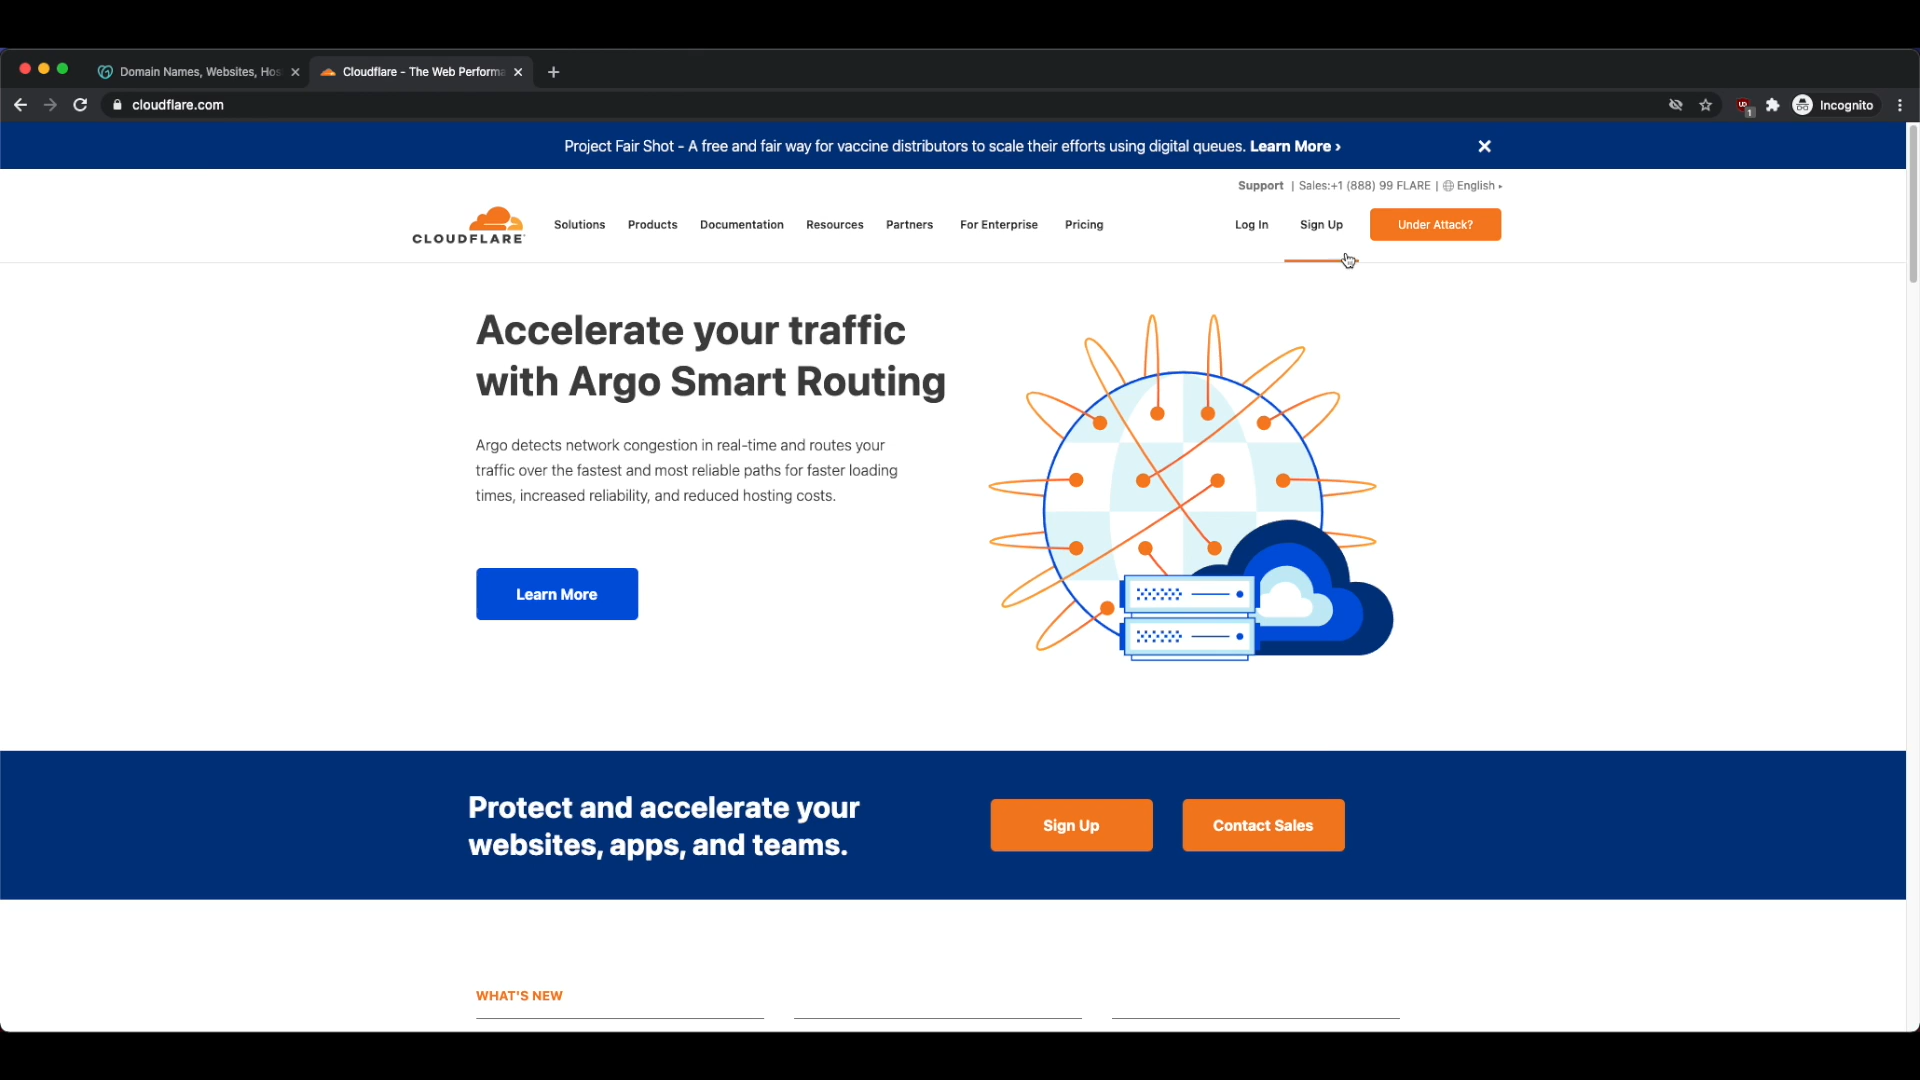 Domain Names, Websites, Hos
Cloudflare - The Web Performa
cloudflare.com
1
Incognito
Project Fair Shot - A free and fair way for vaccine distributors to scale their efforts using digital queues. Learn More ›
Support | Sales:+1 (888) 99 FLARE | English
CLOUDFLARE
Solutions Products Documentation Resources Partners For Enterprise Pricing Log In Sign Up Under Attack?
Accelerate your traffic
with Argo Smart Routing
Argo detects network congestion in real-time and routes your
traffic over the fastest and most reliable paths for faster loading
times, increased reliability, and reduced hosting costs.
Learn More
Protect and accelerate your
websites, apps, and teams.
Sign Up
Contact Sales
WHAT'S NEW